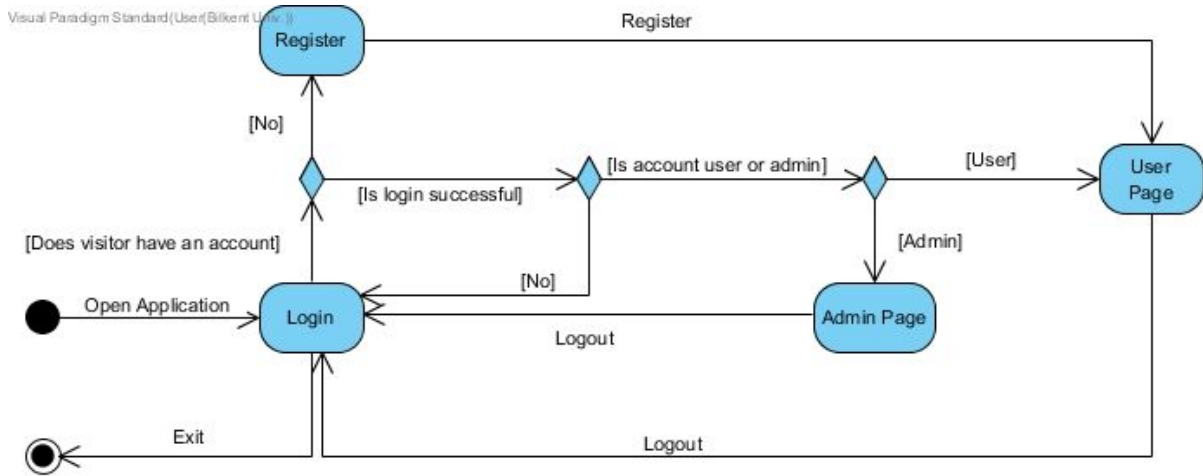 Visual Paradigm Standard(User(Bilkent Univ.))
Register
Register
[No]
[Is account user or admin]
[User]
User
Page
[Is login successful]
[Does visitor have an account]
[Admin]
[No]
Open Application
Login
Admin Page
Logout
Exit
Logout